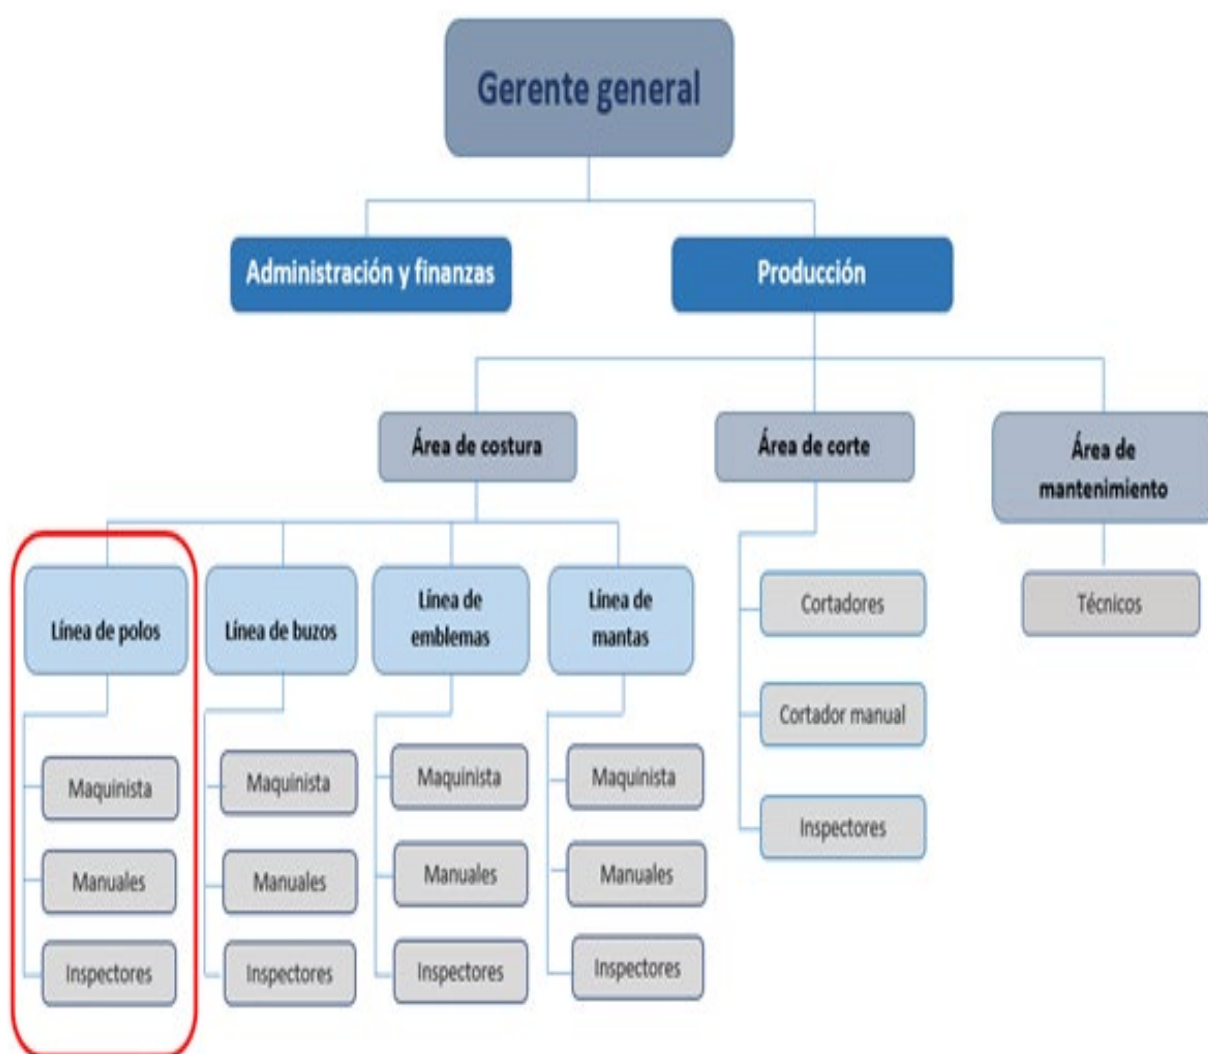 Gerente general
Administración y finanzas
Producción
Área de costura
Área de corte
Área de
mantenimiento
Línea de polos
Línea de buzos
Línea de
emblemas
Línea de
mantas
Maquinista
Manuales
Inspectores
Maquinista
Manuales
Inspectores
Maquinista
Manuales
Inspectores
Maquinista
Manuales
Inspectores
Cortadores
Cortador manual
Inspectores
Técnicos